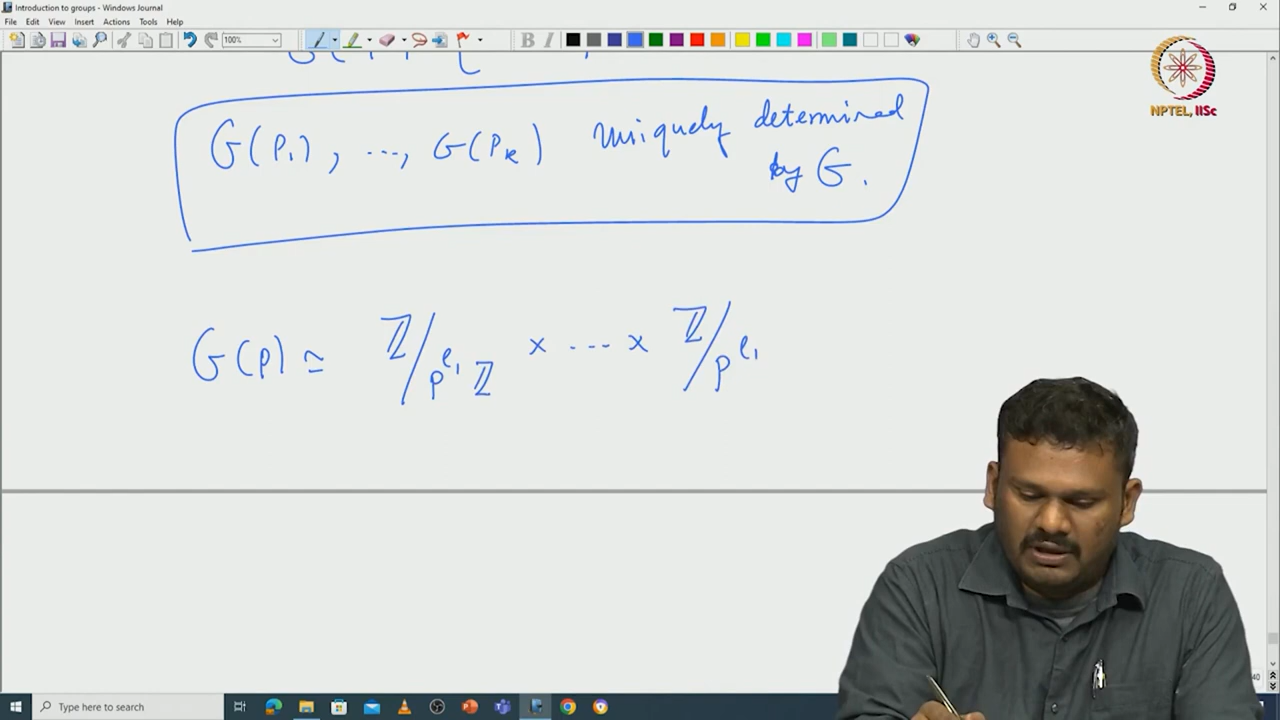 Introduction to groups - Windows Journal
File Edit View Insert Actions Tools Help
100%
B I
NPTEL, IISc
G(P₁), ..., G(Pₖ) uniquely determined
by G.
G(p) ≃ ℤ/p^{e₁}ℤ × ... × ℤ/p^{e₁}
40
Type here to search